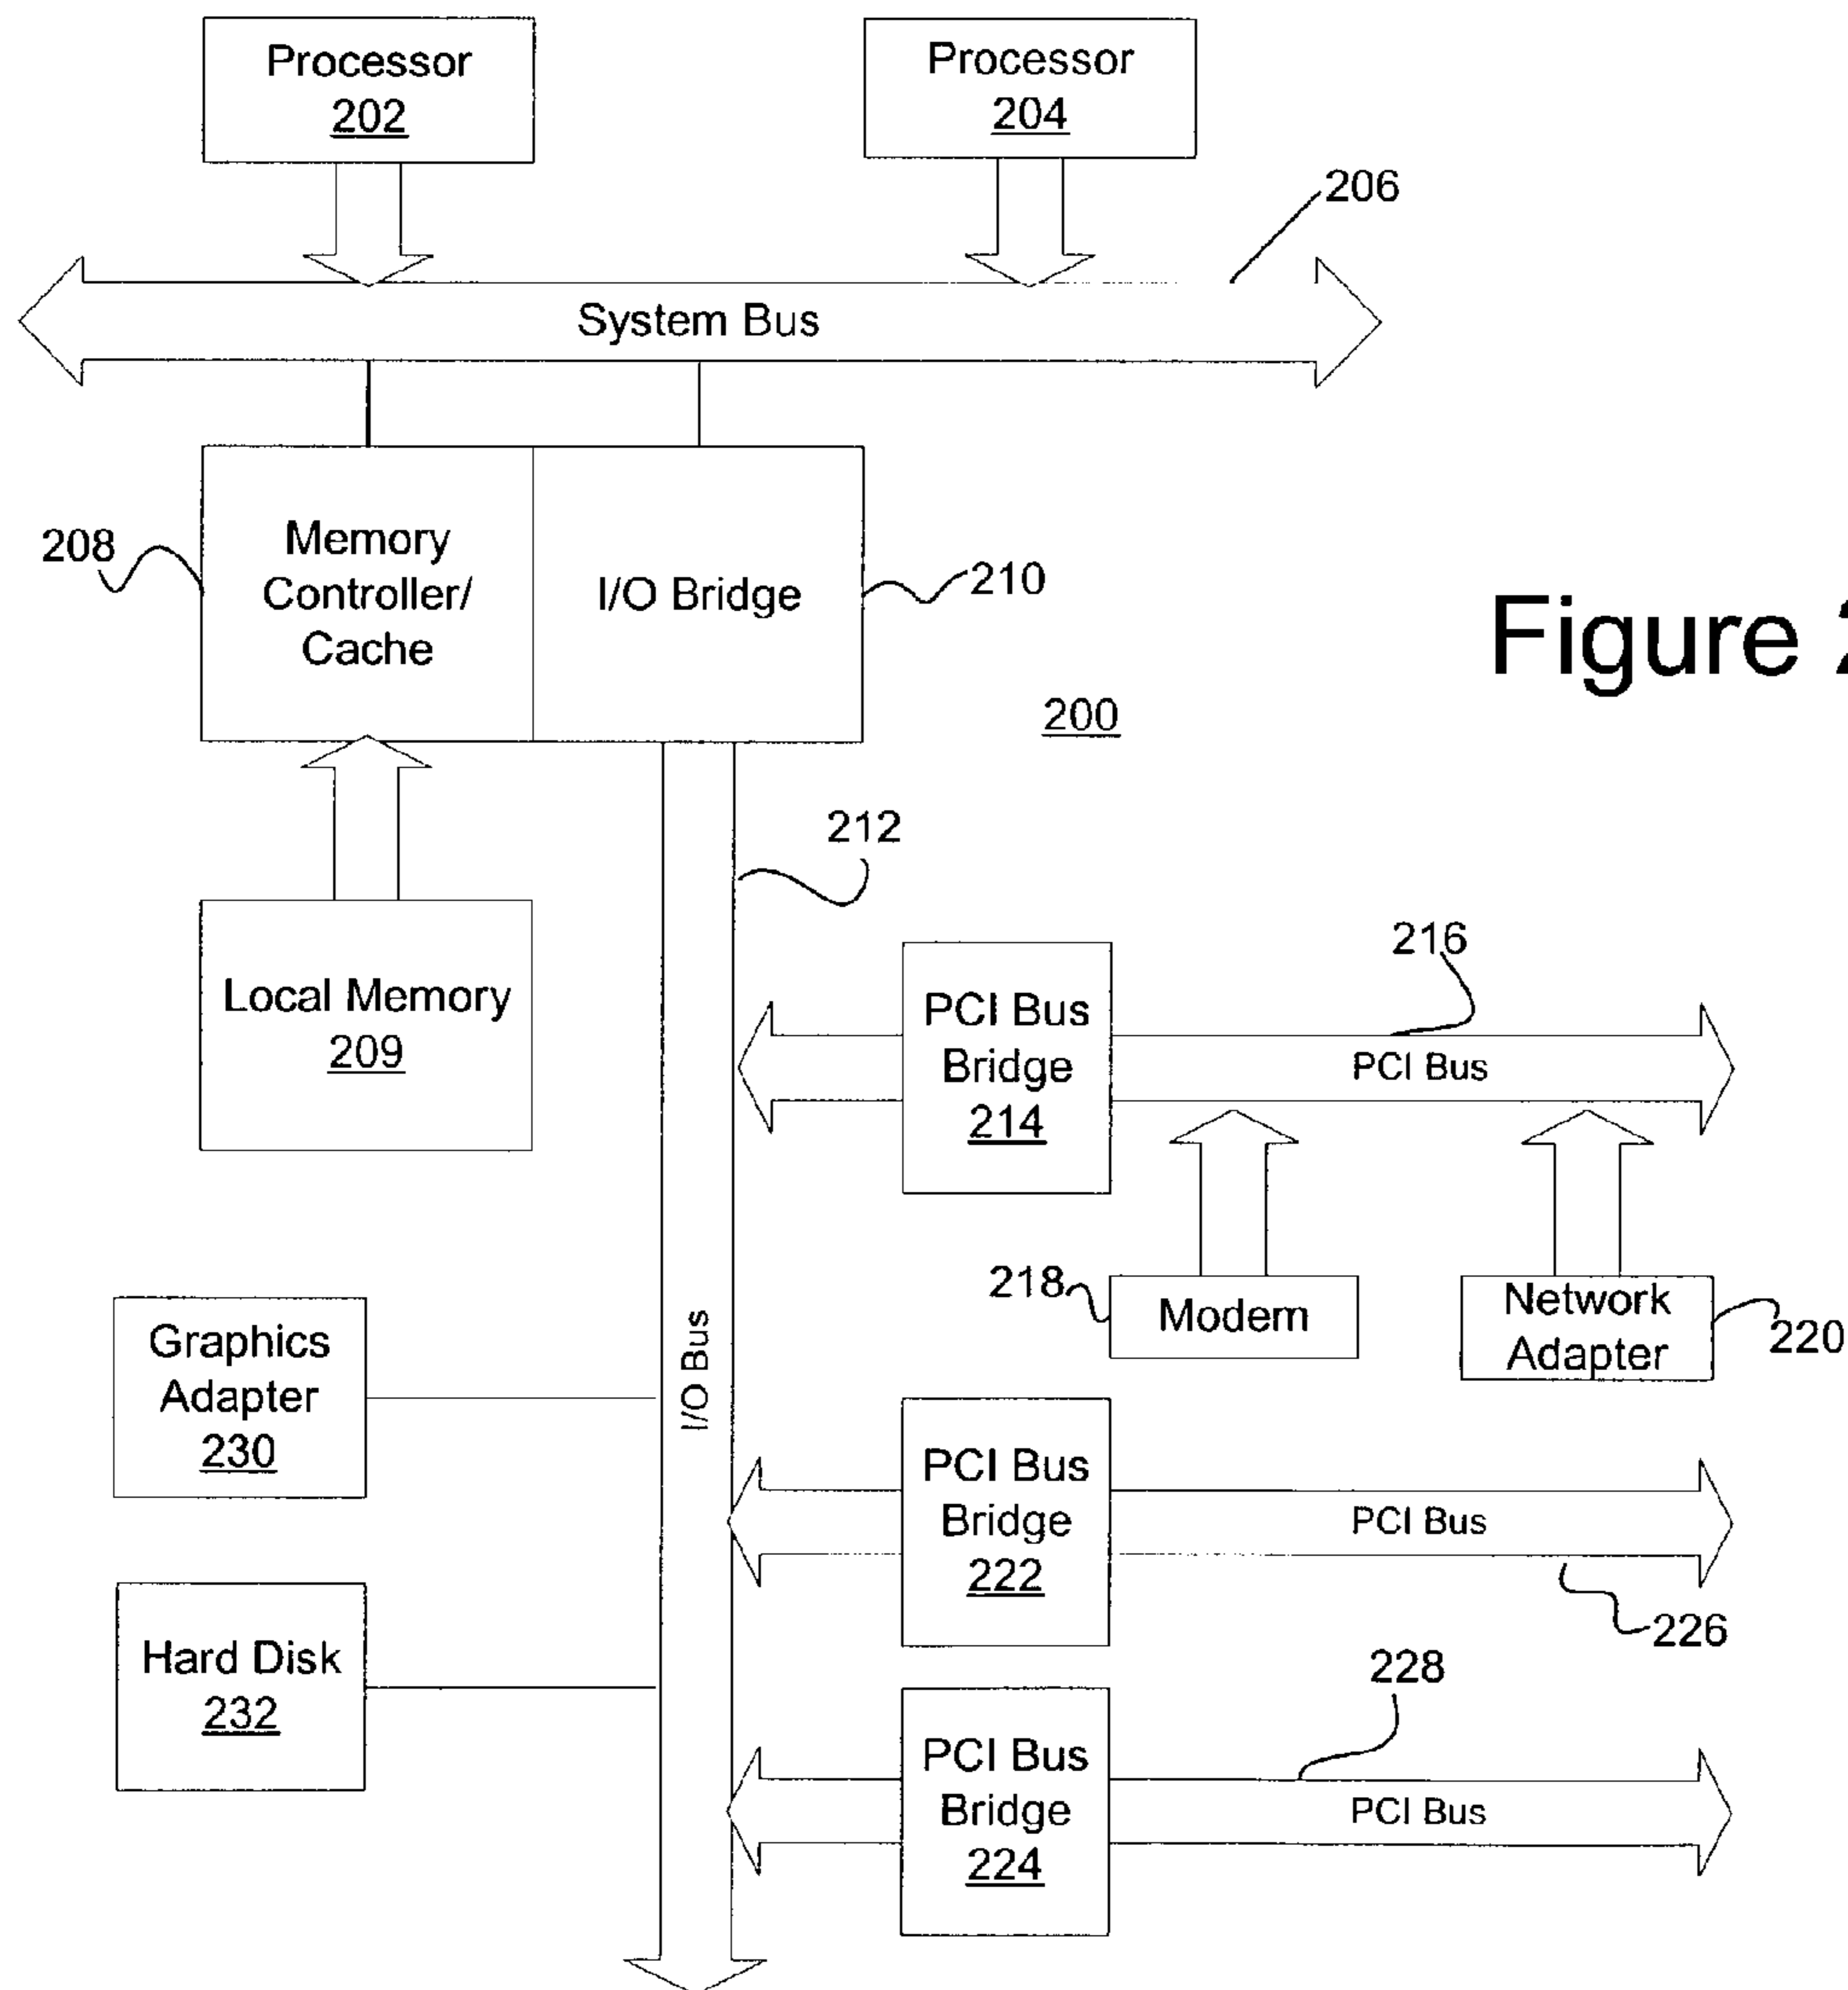 Processor
202
Processor
204
206
System Bus
208
Memory
Controller/
Cache
I/O Bridge
210
Figure 2
200
212
Local Memory
209
216
PCI Bus
Bridge
214
PCI Bus
218
Modem
Network
Adapter
220
Graphics
Adapter
230
I/O Bus
PCI Bus
Bridge
222
PCI Bus
226
Hard Disk
232
228
PCI Bus
Bridge
224
PCI Bus